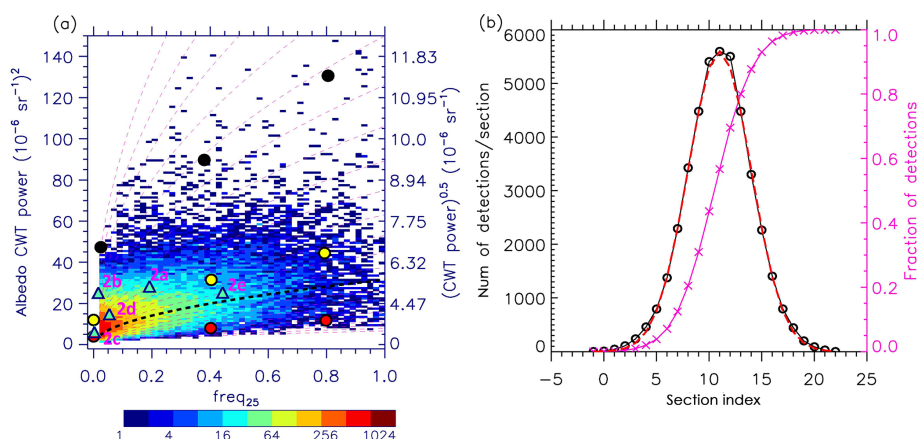 (a)
Albedo CWT power (10⁻⁶ sr⁻¹)²
140
120
100
80
60
40
20
0
11.83
10.95
10.0
8.94
7.75
6.32
4.47
0
(CWT power)⁰·⁵ (10⁻⁶ sr⁻¹)
2b
2a
2e
2d
2c
0.0 0.2 0.4 0.6 0.8 1.0
freq₂₅
1 4 16 64 256 1024
(b)
Num of detections/section
6000
5000
4000
3000
2000
1000
0
1.0
0.8
0.6
0.4
0.2
0.0
Fraction of detections
-5 0 5 10 15 20 25
Section index